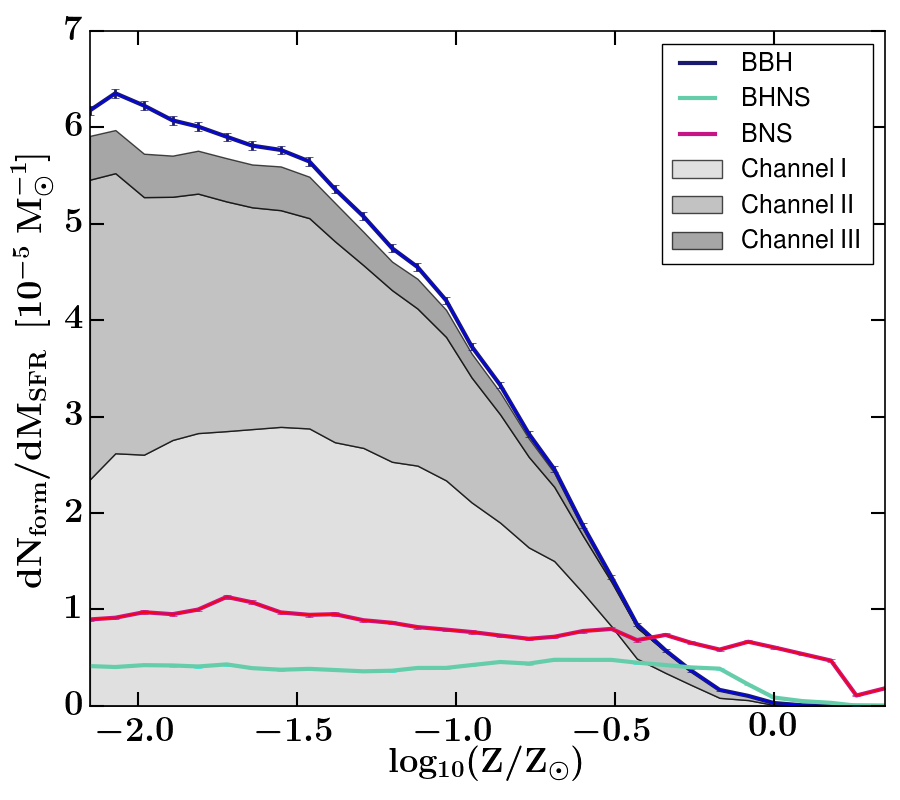 7
6
5
4
3
2
1
0
dN_form/dM_SFR [10^−5 M_⊙^−1]
BBH
BHNS
BNS
Channel I
Channel II
Channel III
−2.0 −1.5 −1.0 −0.5 0.0
log_10(Z/Z_⊙)